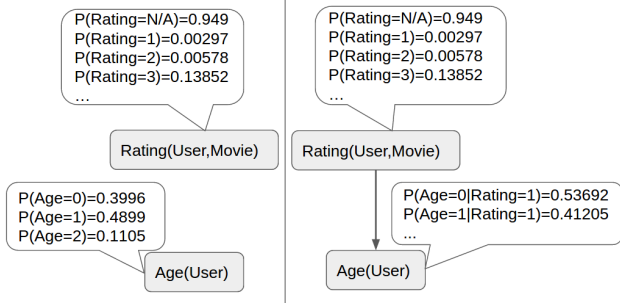 P(Rating=N/A)=0.949
P(Rating=1)=0.00297
P(Rating=2)=0.00578
P(Rating=3)=0.13852
...
Rating(User,Movie)
P(Age=0)=0.3996
P(Age=1)=0.4899
P(Age=2)=0.1105
Age(User)
P(Rating=N/A)=0.949
P(Rating=1)=0.00297
P(Rating=2)=0.00578
P(Rating=3)=0.13852
...
Rating(User,Movie)
P(Age=0|Rating=1)=0.53692
P(Age=1|Rating=1)=0.41205
...
Age(User)